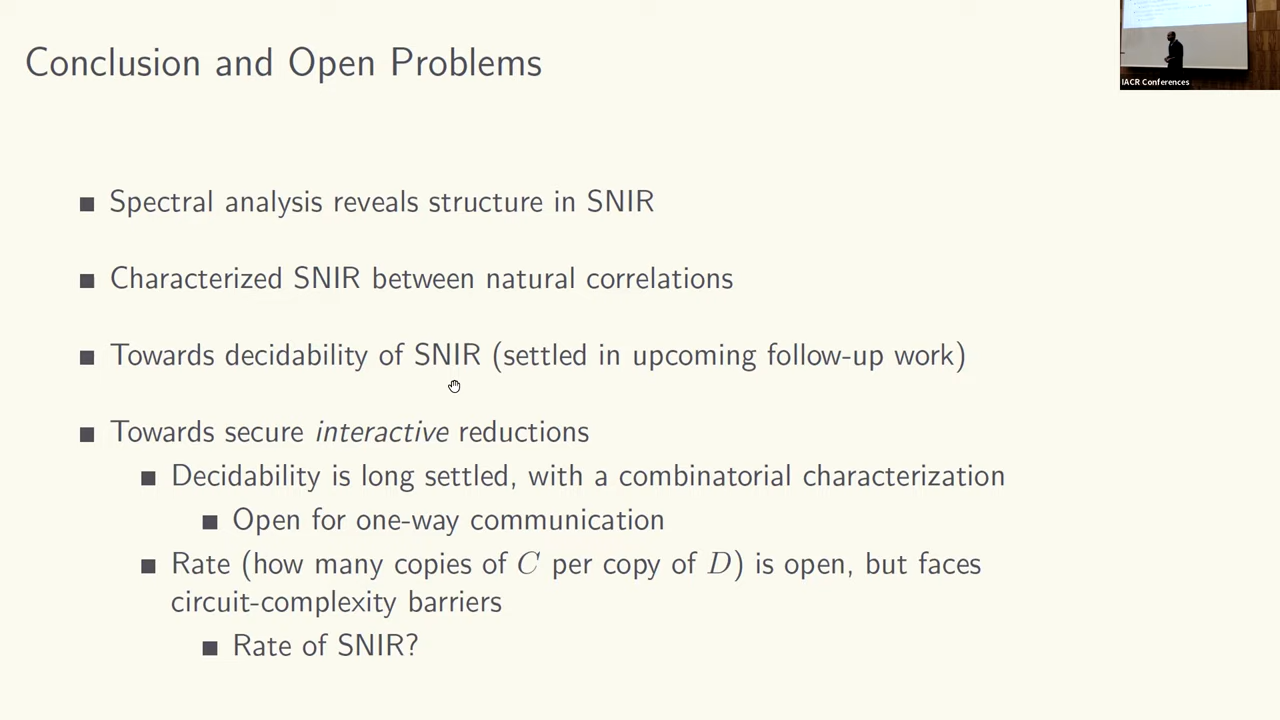 Conclusion and Open Problems
IACR Conferences
■ Spectral analysis reveals structure in SNIR
■ Characterized SNIR between natural correlations
■ Towards decidability of SNIR (settled in upcoming follow-up work)
■ Towards secure interactive reductions
■ Decidability is long settled, with a combinatorial characterization
■ Open for one-way communication
■ Rate (how many copies of C per copy of D) is open, but faces
circuit-complexity barriers
■ Rate of SNIR?